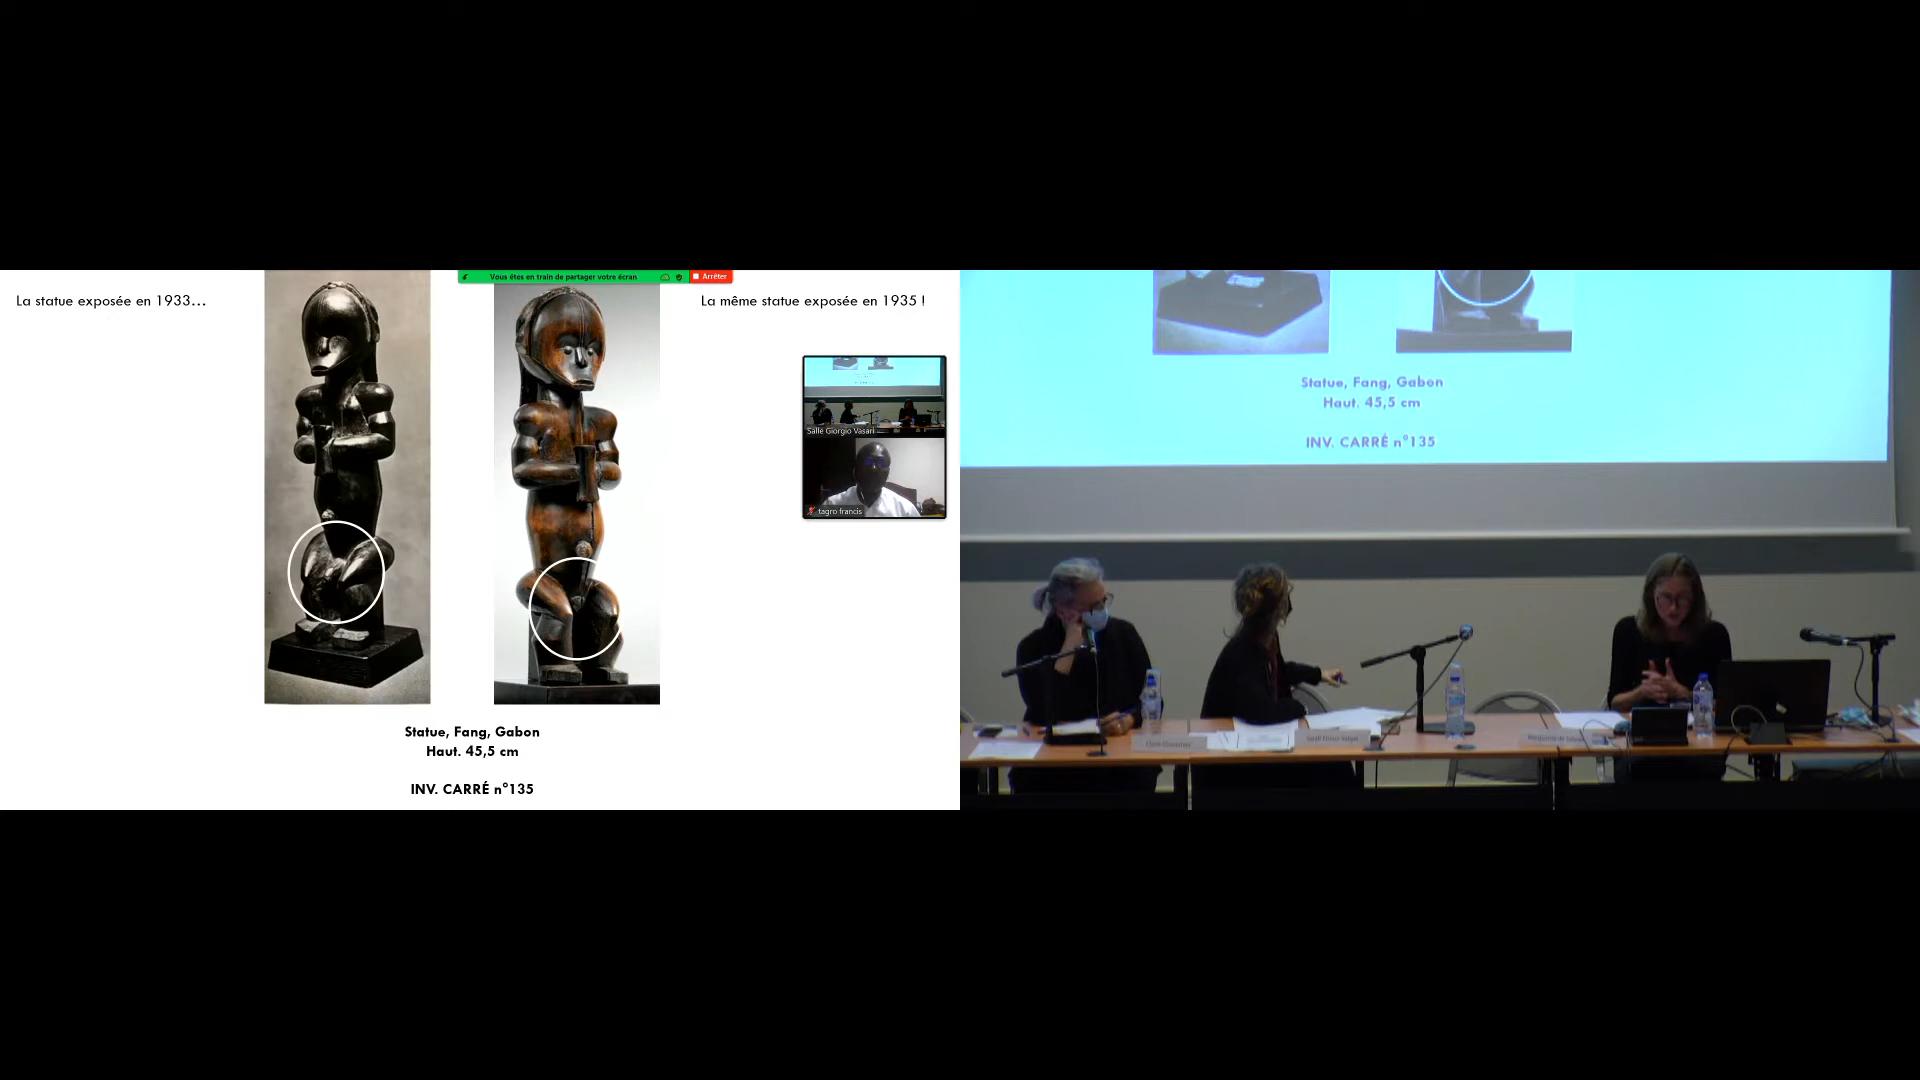 Vous êtes en train de partager votre écran
Arrêter
La statue exposée en 1933...
La même statue exposée en 1935 !
Salle Giorgio Vasari
tagro francis
Statue, Fang, Gabon
Haut. 45,5 cm
INV. CARRÉ n°135
Statue, Fang, Gabon
Haut. 45,5 cm
INV. CARRÉ n°135